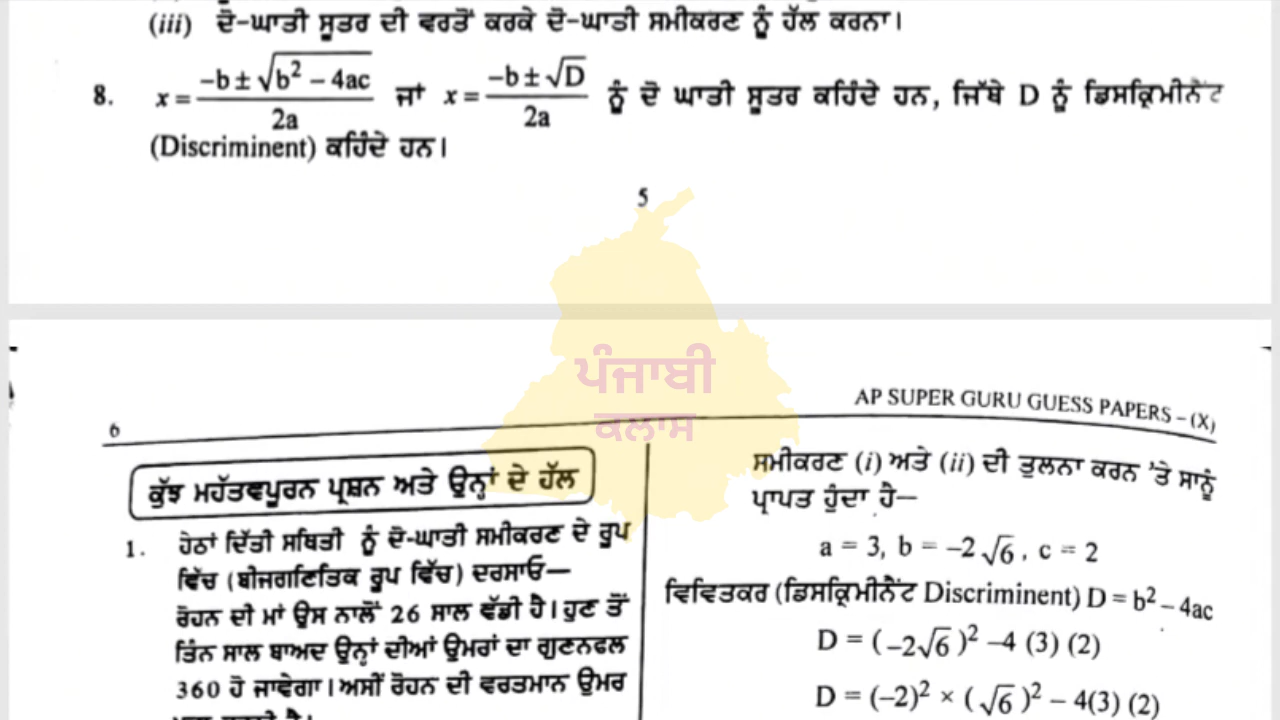 (iii) ਦੋ-ਘਾਤੀ ਸੂਤਰ ਦੀ ਵਰਤੋਂ ਕਰਕੇ ਦੋ-ਘਾਤੀ ਸਮੀਕਰਣ ਨੂੰ ਹੱਲ ਕਰਨਾ।
8. x = (-b ± √(b² - 4ac))/2a ਜਾਂ x = (-b ± √D)/2a ਨੂੰ ਦੋ ਘਾਤੀ ਸੂਤਰ ਕਹਿੰਦੇ ਹਨ, ਜਿੱਥੇ D ਨੂੰ ਡਿਸਕ੍ਰਿਮੀਨੈਂਟ
(Discriminent) ਕਹਿੰਦੇ ਹਨ।
5
ਪੰਜਾਬੀ
ਕਲਾਸ
6
AP SUPER GURU GUESS PAPERS – (X)
ਕੁੱਝ ਮਹੱਤਵਪੂਰਨ ਪ੍ਰਸ਼ਨ ਅਤੇ ਉਨ੍ਹਾਂ ਦੇ ਹੱਲ
1. ਹੇਠਾਂ ਦਿੱਤੀ ਸਥਿਤੀ ਨੂੰ ਦੋ-ਘਾਤੀ ਸਮੀਕਰਣ ਦੇ ਰੂਪ
ਵਿੱਚ (ਬੀਜਗਣਿਤਿਕ ਰੂਪ ਵਿੱਚ) ਦਰਸਾਓ—
ਰੋਹਨ ਦੀ ਮਾਂ ਉਸ ਨਾਲੋਂ 26 ਸਾਲ ਵੱਡੀ ਹੈ। ਹੁਣ ਤੋਂ
ਤਿੰਨ ਸਾਲ ਬਾਅਦ ਉਨ੍ਹਾਂ ਦੀਆਂ ਉਮਰਾਂ ਦਾ ਗੁਣਨਫਲ
360 ਹੋ ਜਾਵੇਗਾ। ਅਸੀਂ ਰੋਹਨ ਦੀ ਵਰਤਮਾਨ ਉਮਰ
ਸਮੀਕਰਣ (i) ਅਤੇ (ii) ਦੀ ਤੁਲਨਾ ਕਰਨ 'ਤੇ ਸਾਨੂੰ
ਪ੍ਰਾਪਤ ਹੁੰਦਾ ਹੈ—
a = 3, b = -2√6, c = 2
ਵਿਵਿਤਕਰ (ਡਿਸਕ੍ਰਿਮੀਨੈਂਟ Discriminent) D = b² - 4ac
D = (-2√6)² -4 (3) (2)
D = (-2)² × (√6)² - 4(3) (2)